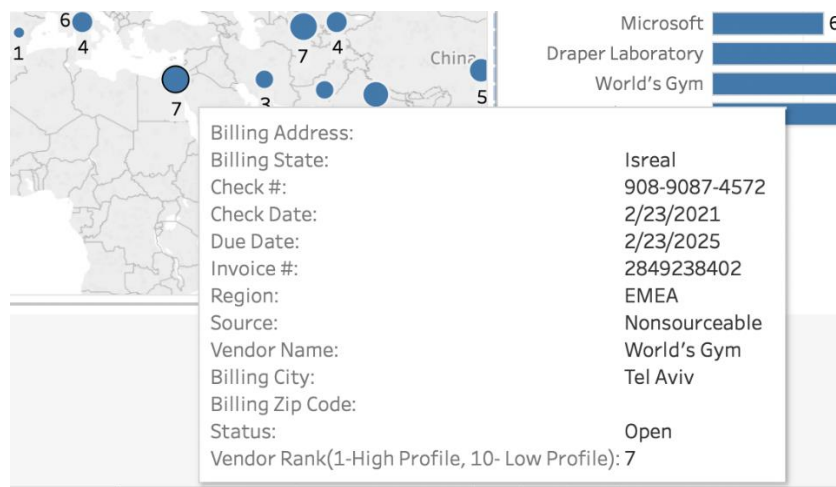 6
4
1
7
4
China
7
3
5
Microsoft 6
Draper Laboratory
World's Gym
Billing Address:
Billing State: Isreal
Check #: 908-9087-4572
Check Date: 2/23/2021
Due Date: 2/23/2025
Invoice #: 2849238402
Region: EMEA
Source: Nonsourceable
Vendor Name: World's Gym
Billing City: Tel Aviv
Billing Zip Code:
Status: Open
Vendor Rank(1-High Profile, 10- Low Profile): 7